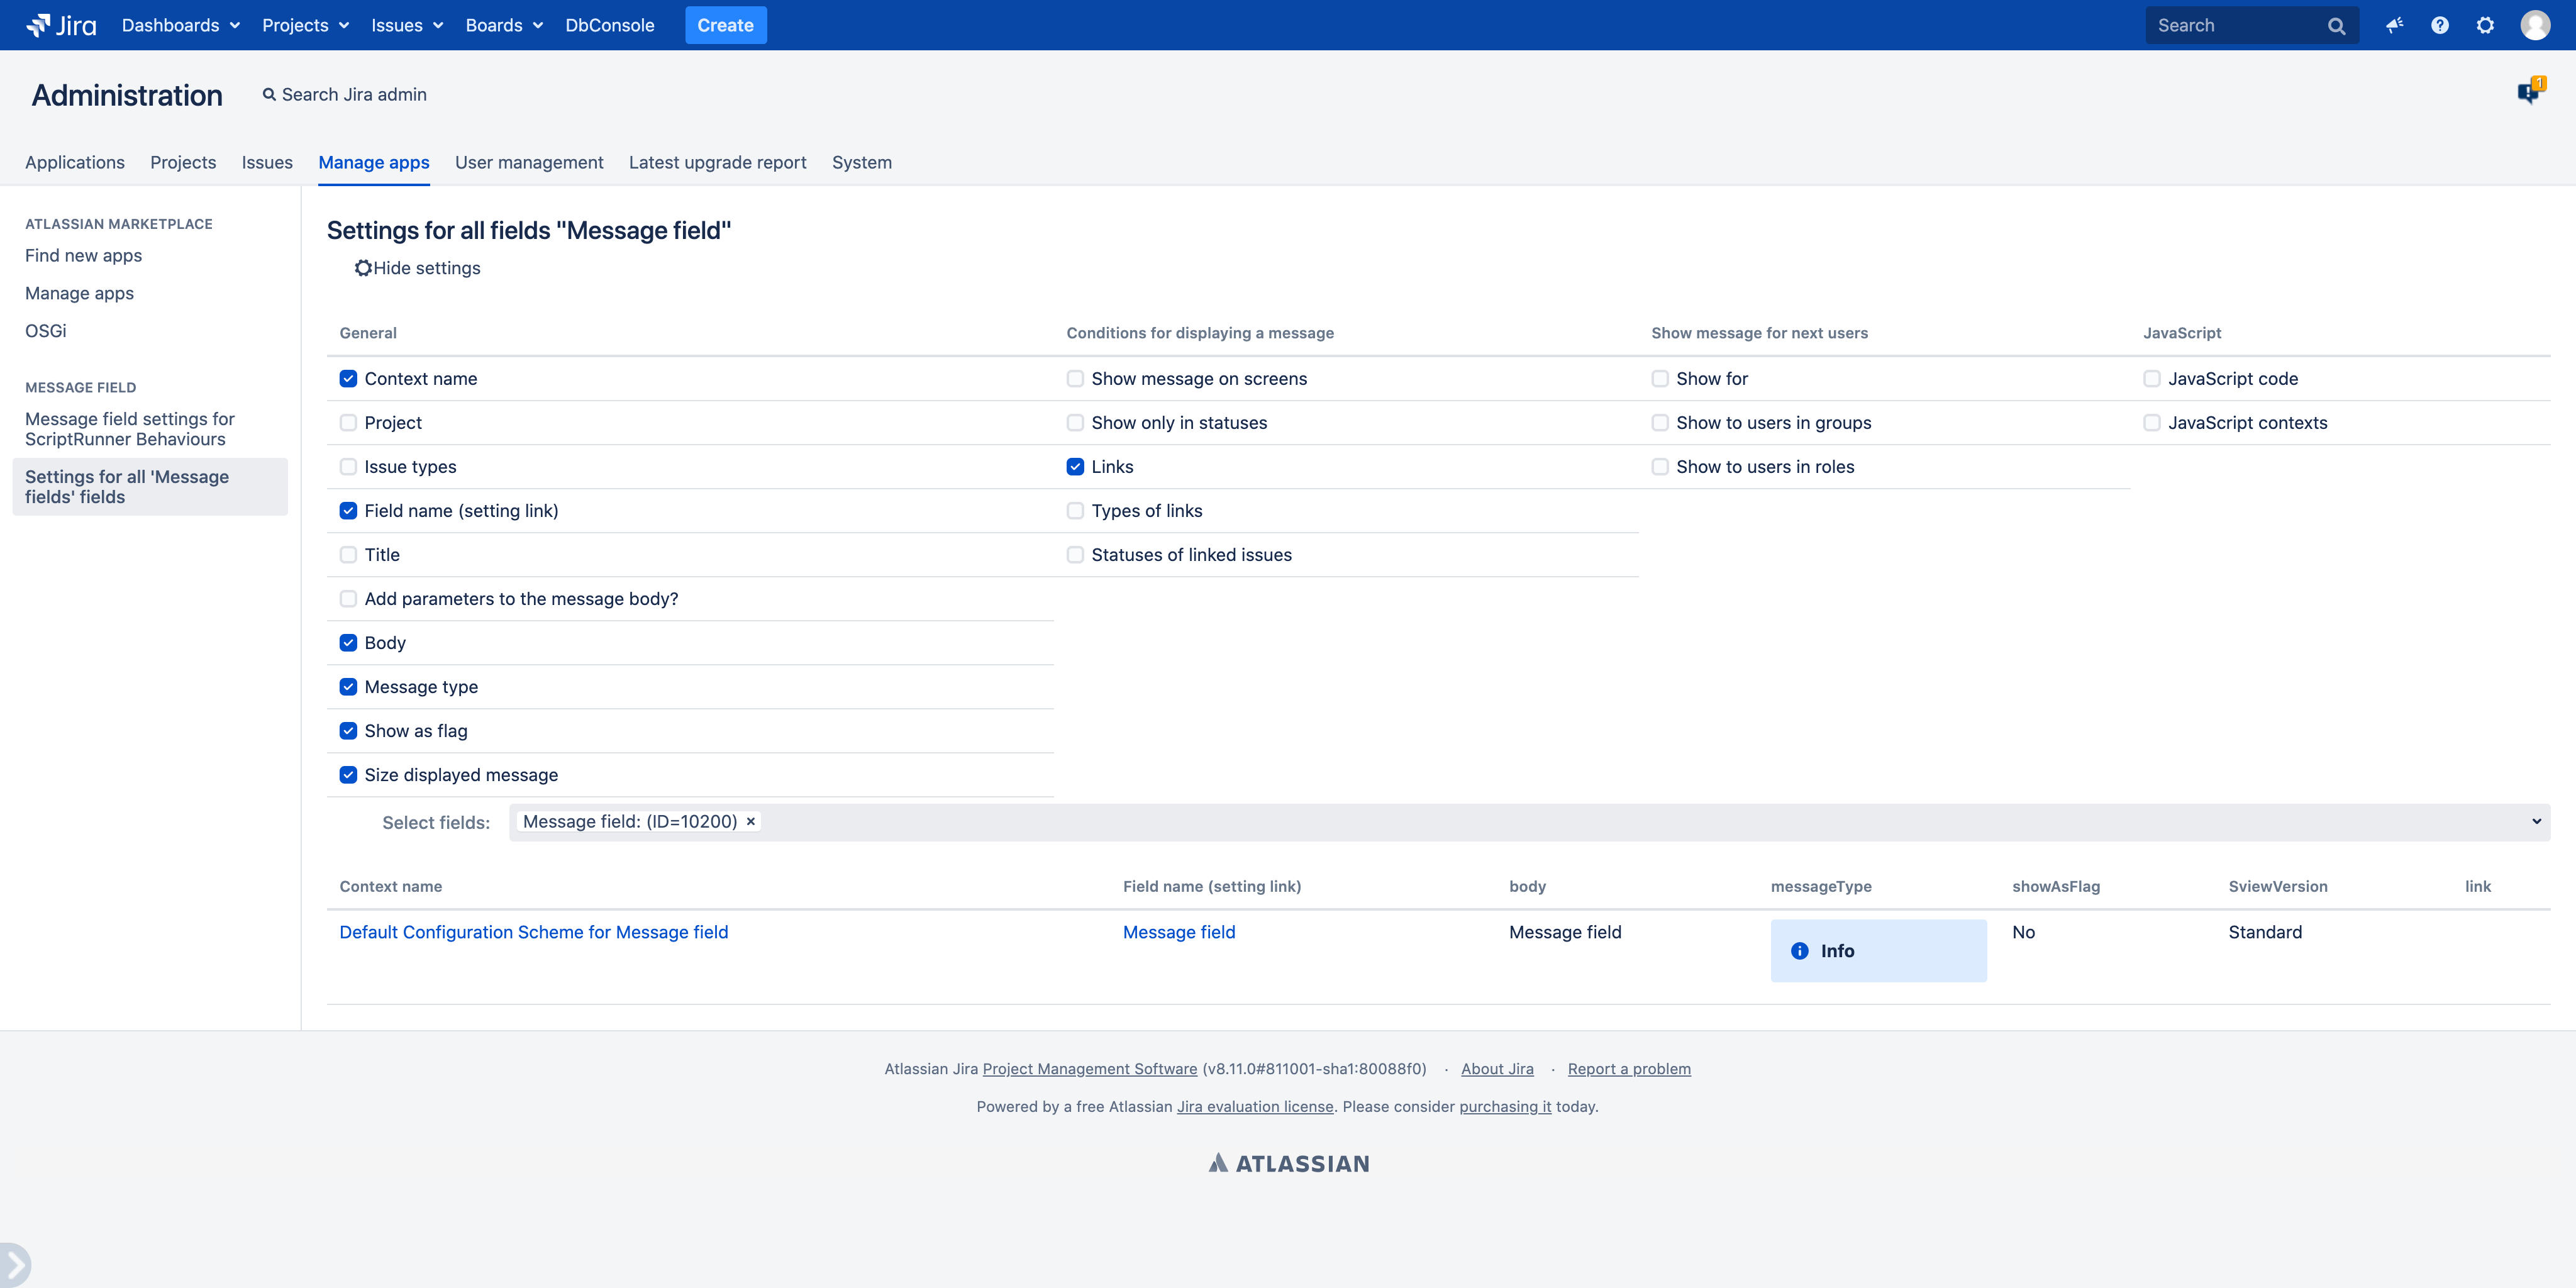 Jira Dashboards Projects Issues Boards DbConsole Create Search
Administration Search Jira admin 1
Applications Projects Issues Manage apps User management Latest upgrade report System
ATLASSIAN MARKETPLACE
Find new apps
Manage apps
OSGi
MESSAGE FIELD
Message field settings for
ScriptRunner Behaviours
Settings for all 'Message
fields' fields
Settings for all fields "Message field"
Hide settings
General Conditions for displaying a message Show message for next users JavaScript
Context name Show message on screens Show for JavaScript code
Project Show only in statuses Show to users in groups JavaScript contexts
Issue types Links Show to users in roles
Field name (setting link) Types of links
Title Statuses of linked issues
Add parameters to the message body?
Body
Message type
Show as flag
Size displayed message
Select fields: Message field: (ID=10200) ×
Context name Field name (setting link) body messageType showAsFlag SviewVersion link
Default Configuration Scheme for Message field Message field Message field Info No Standard
Atlassian Jira Project Management Software (v8.11.0#811001-sha1:80088f0) · About Jira · Report a problem
Powered by a free Atlassian Jira evaluation license. Please consider purchasing it today.
ATLASSIAN